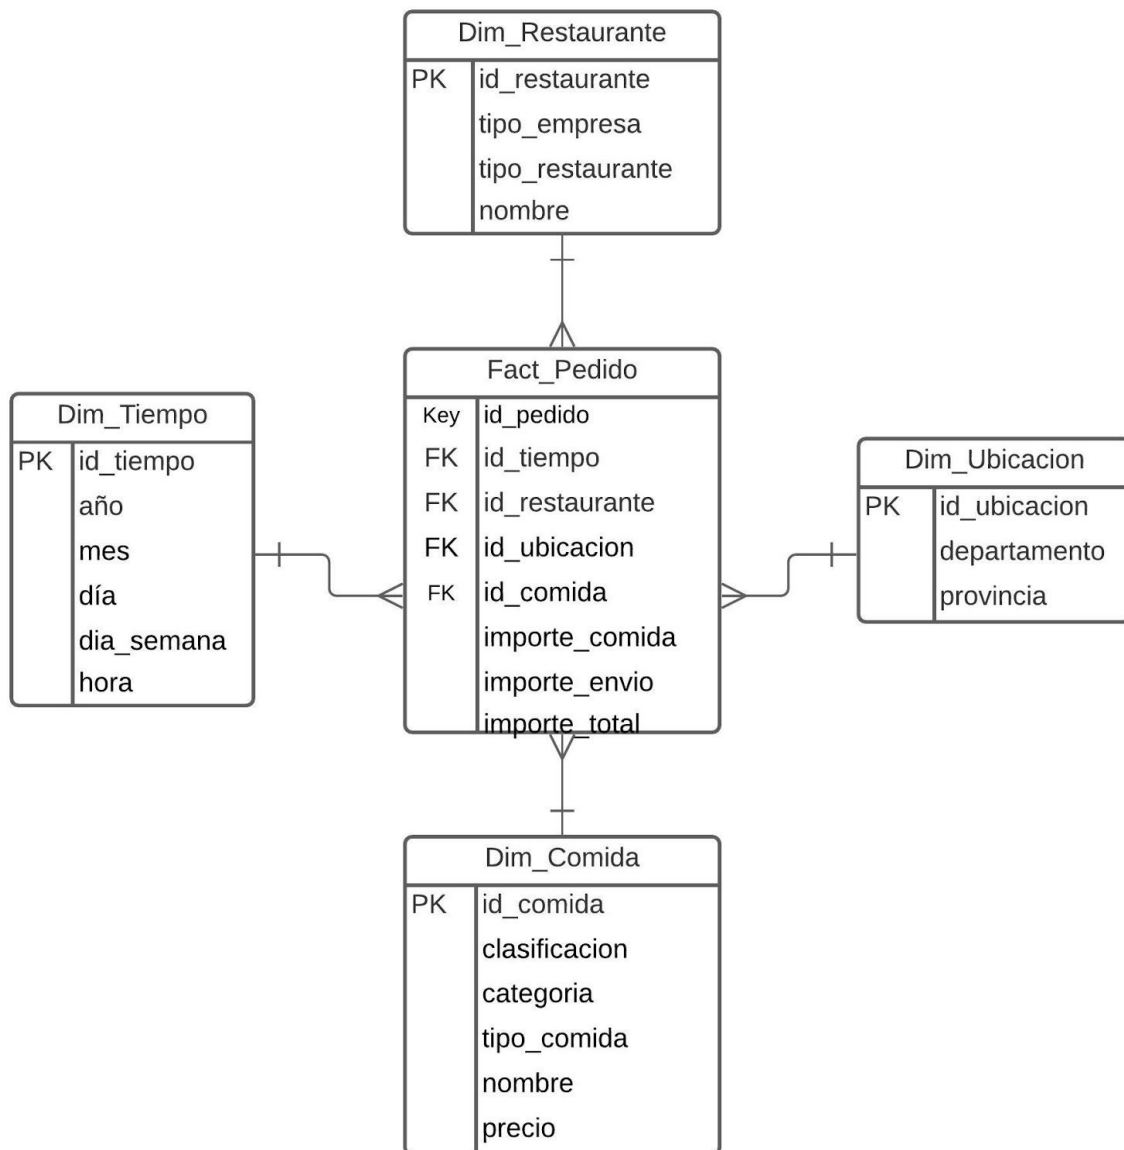 Dim_Restaurante
PK id_restaurante
tipo_empresa
tipo_restaurante
nombre
Fact_Pedido
Key id_pedido
FK id_tiempo
FK id_restaurante
FK id_ubicacion
FK id_comida
importe_comida
importe_envio
importe_total
Dim_Tiempo
PK id_tiempo
año
mes
día
dia_semana
hora
Dim_Ubicacion
PK id_ubicacion
departamento
provincia
Dim_Comida
PK id_comida
clasificacion
categoria
tipo_comida
nombre
precio